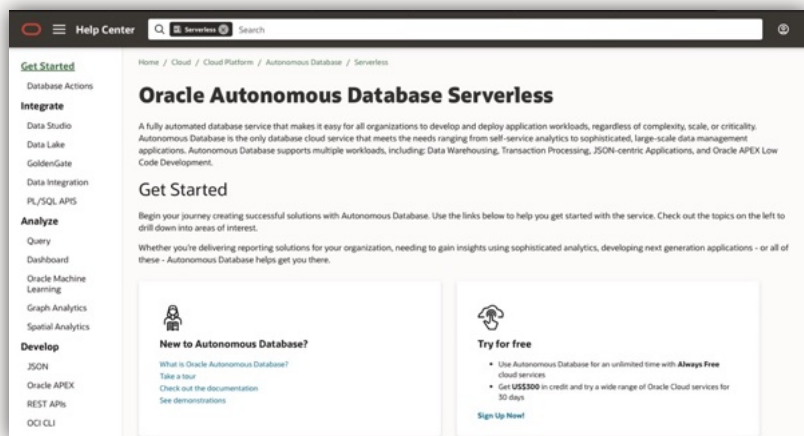 Help Center
Serverless
Search
Get Started
Database Actions
Integrate
Data Studio
Data Lake
GoldenGate
Data Integration
PL/SQL APIS
Analyze
Query
Dashboard
Oracle Machine
Learning
Graph Analytics
Spatial Analytics
Develop
JSON
Oracle APEX
REST APIs
OCI CLI
Home / Cloud / Cloud Platform / Autonomous Database / Serverless
Oracle Autonomous Database Serverless
A fully automated database service that makes it easy for all organizations to develop and deploy application workloads, regardless of complexity, scale, or criticality.
Autonomous Database is the only database cloud service that meets the needs ranging from self-service analytics to sophisticated, large-scale data management
applications. Autonomous Database supports multiple workloads, including: Data Warehousing, Transaction Processing, JSON-centric Applications, and Oracle APEX Low
Code Development.
Get Started
Begin your journey creating successful solutions with Autonomous Database. Use the links below to help you get started with the service. Check out the topics on the left to
drill down into areas of interest.
Whether you're delivering reporting solutions for your organization, needing to gain insights using sophisticated analytics, developing next generation applications - or all of
these - Autonomous Database helps get you there.
New to Autonomous Database?
What is Oracle Autonomous Database?
Take a tour
Check out the documentation
See demonstrations
Try for free
• Use Autonomous Database for an unlimited time with Always Free
cloud services
• Get US$300 in credit and try a wide range of Oracle Cloud services for
30 days
Sign Up Now!